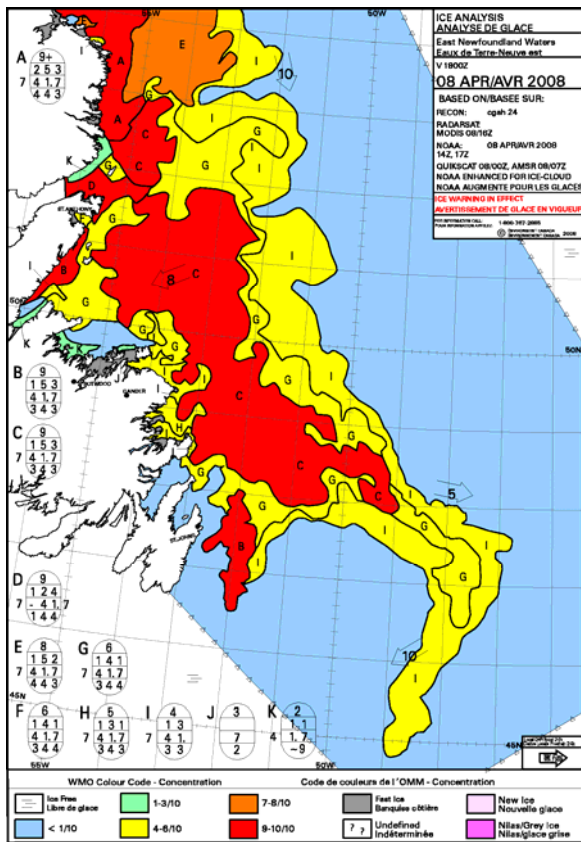 ICE ANALYSIS
ANALYSE DE GLACE
East Newfoundland Waters
Eaux de Terre-Neuve est
V 1800Z
08 APR/AVR 2008
BASED ON/BASEE SUR:
RECON: cgah 24
RADARSAT:
MODIS 08/16Z
NOAA: 08 APR/AVR 2008
14Z, 17Z
QUIKSCAT 08/00Z, AMSR 08/07Z
NOAA ENHANCED FOR ICE-CLOUD
NOAA AUGMENTE POUR LES GLACES
ICE WARNING IN EFFECT
AVERTISSEMENT DE GLACE EN VIGUEUR
55W
50W
A
9+
2 5 3
7 4 1.7
4 4 3
B
9
1 5 3
4 1.7
3 4 3
C
9
1 5 3
7 4 1.7
3 4 3
D
9
1 2 4
7 - 4 1. 7
1 4 4
E
8
1 5 2
7 4 1.7
4 4 3
F
6
1 4 1
4 1.7
3 4 4
G
6
1 4 1
7 4 1.7
3 4 4
H
5
1 3 1
7 4 1.7
3 4 3
I
4
1 3
7 4 1.
3 3
J
3
7
2
K
2
1 1
4 1.7
~9
I
E
10
A
G
I
I
A
C
G
I
K
G
C
D
ST.ANTHONY
F
G
I
C
8
B
G
G
I
50N
50N
K
K
G
G
GANDER
I
I
C
G
I
H
G
C
G
G
C
G
I
5
ST.JOHNS
B
I
I
G
I
G
10
I
45N
45N
55W
50W
WMO Colour Code - Concentration
Code de couleurs de l'OMM - Concentration
Ice Free
Libre de glace
1-3/10
7-8/10
Fast Ice
Banquise côtière
New Ice
Nouvelle glace
< 1/10
4-6/10
9-10/10
? ? Undefined
Indéterminée
Nilas/Grey Ice
Nilas/glace grise